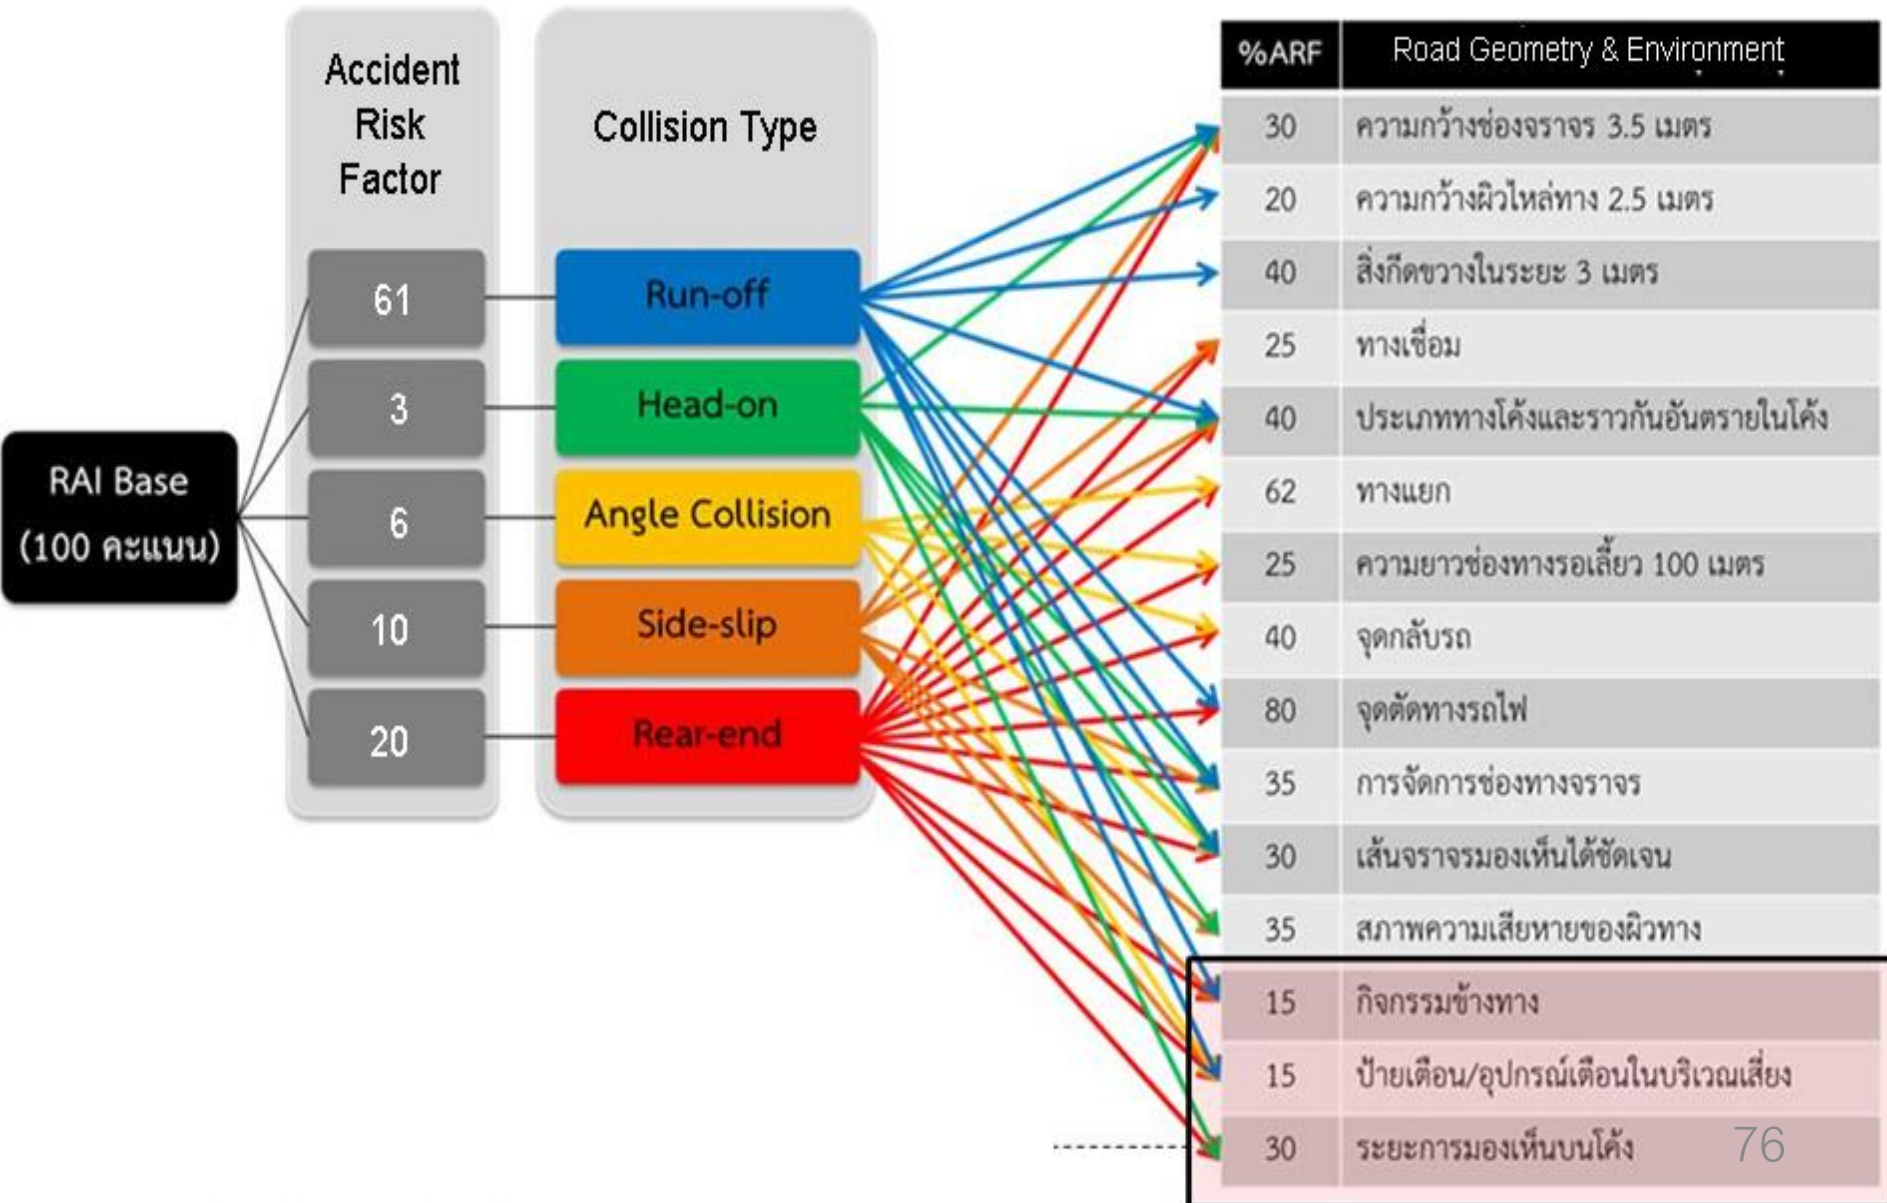 Accident
Risk
Factor
Collision Type
%ARF Road Geometry & Environment
RAI Base
(100 คะแนน)
61 Run-off
3 Head-on
6 Angle Collision
10 Side-slip
20 Rear-end
30 ความกว้างช่องจราจร 3.5 เมตร
20 ความกว้างผิวไหล่ทาง 2.5 เมตร
40 สิ่งกีดขวางในระยะ 3 เมตร
25 ทางเชื่อม
40 ประเภททางโค้งและราวกันอันตรายในโค้ง
62 ทางแยก
25 ความยาวช่องทางรอเลี้ยว 100 เมตร
40 จุดกลับรถ
80 จุดตัดทางรถไฟ
35 การจัดการช่องทางจราจร
30 เส้นจราจรมองเห็นได้ชัดเจน
35 สภาพความเสียหายของผิวทาง
15 กิจกรรมข้างทาง
15 ป้ายเตือน/อุปกรณ์เตือนในบริเวณเสี่ยง
30 ระยะการมองเห็นบนโค้ง
76